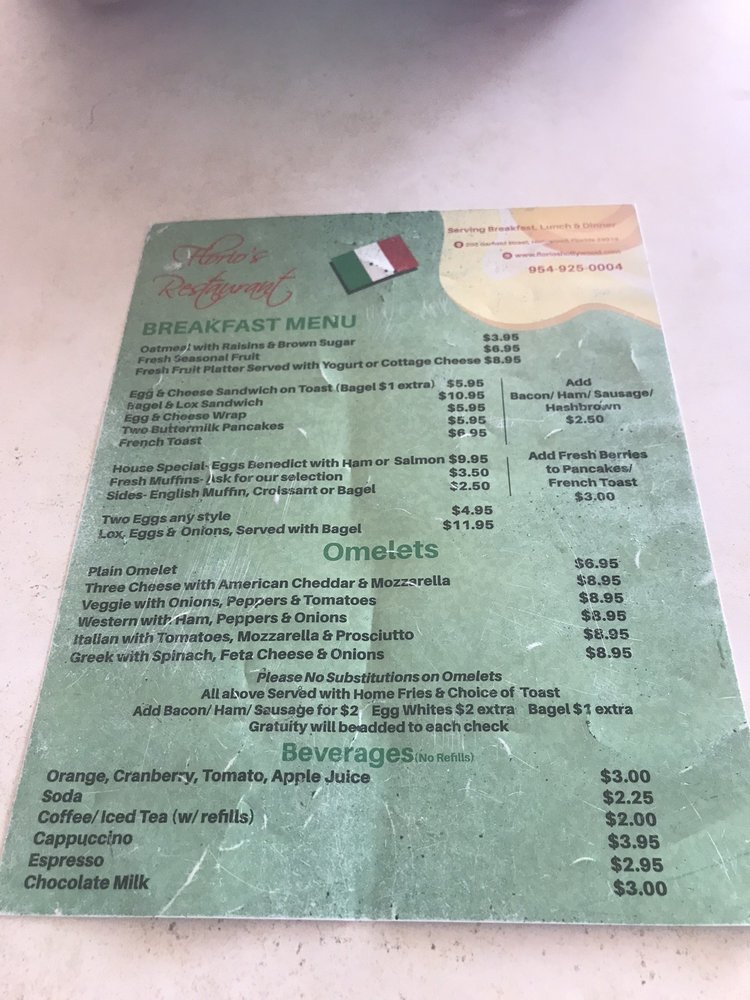 Florio's
Restaurant
Serving Breakfast, Lunch & Dinner
Garfield Street, Florida
www.florioshollywood.com
954-925-0004
BREAKFAST MENU
Oatmeal with Raisins & Brown Sugar $3.95
Fresh Seasonal Fruit $6.95
Fresh Fruit Platter Served with Yogurt or Cottage Cheese $8.95
Egg & Cheese Sandwich on Toast (Bagel $1 extra) $5.95
Bagel & Lox Sandwich $10.95
Egg & Cheese Wrap $5.95
Two Buttermilk Pancakes $5.95
French Toast $6.95
Add
Bacon/ Ham/ Sausage/
Hashbrown
$2.50
House Special- Eggs Benedict with Ham or Salmon $9.95
Fresh Muffins- Ask for our selection $3.50
Sides- English Muffin, Croissant or Bagel $2.50
Add Fresh Berries
to Pancakes/
French Toast
$3.00
Two Eggs any style $4.95
Lox, Eggs & Onions, Served with Bagel $11.95
Omelets
Plain Omelet $6.95
Three Cheese with American Cheddar & Mozzarella $8.95
Veggie with Onions, Peppers & Tomatoes $8.95
Western with Ham, Peppers & Onions $8.95
Italian with Tomatoes, Mozzarella & Prosciutto $8.95
Greek with Spinach, Feta Cheese & Onions $8.95
Please No Substitutions on Omelets
All above Served with Home Fries & Choice of Toast
Add Bacon/ Ham/ Sausage for $2 Egg Whites $2 extra Bagel $1 extra
Gratuity will be added to each check
Beverages (No Refills)
Orange, Cranberry, Tomato, Apple Juice $3.00
Soda $2.25
Coffee/ Iced Tea (w/ refills) $2.00
Cappuccino $3.95
Espresso $2.95
Chocolate Milk $3.00